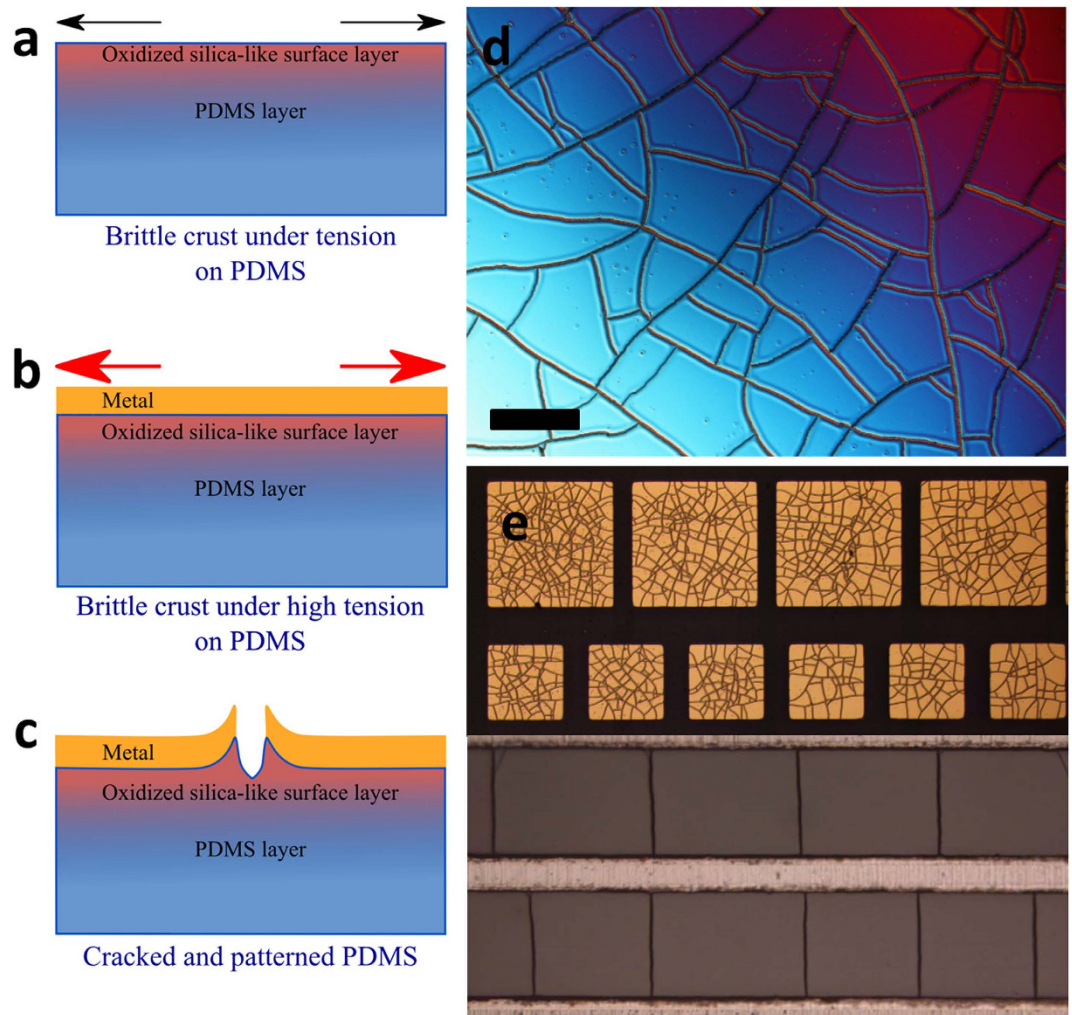 a
Oxidized silica-like surface layer
PDMS layer
Brittle crust under tension
on PDMS
b
Metal
Oxidized silica-like surface layer
PDMS layer
Brittle crust under high tension
on PDMS
c
Metal
Oxidized silica-like surface layer
PDMS layer
Cracked and patterned PDMS
d
e